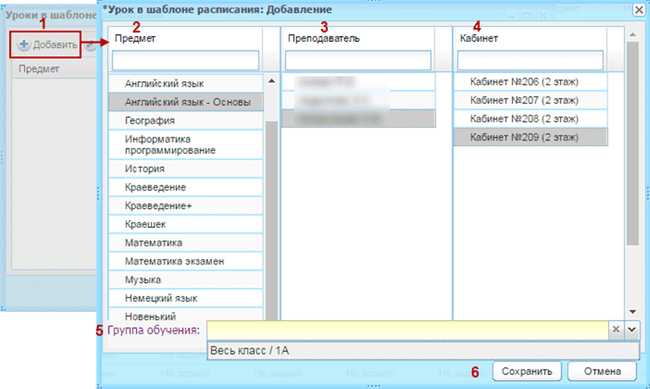 1
Уроки в шаблоне
Добавить
Предмет
*Урок в шаблоне расписания: Добавление
2 3 4
Предмет Преподаватель Кабинет
Английский язык
Английский язык - Основы
География
Информатика
программирование
История
Краеведение
Краеведение+
Краешек
Математика
Математика экзамен
Музыка
Немецкий язык
Новенький
Кабинет №206 (2 этаж)
Кабинет №207 (2 этаж)
Кабинет №208 (2 этаж)
Кабинет №209 (2 этаж)
5 Группа обучения:
Весь класс / 1А
6 Сохранить Отмена